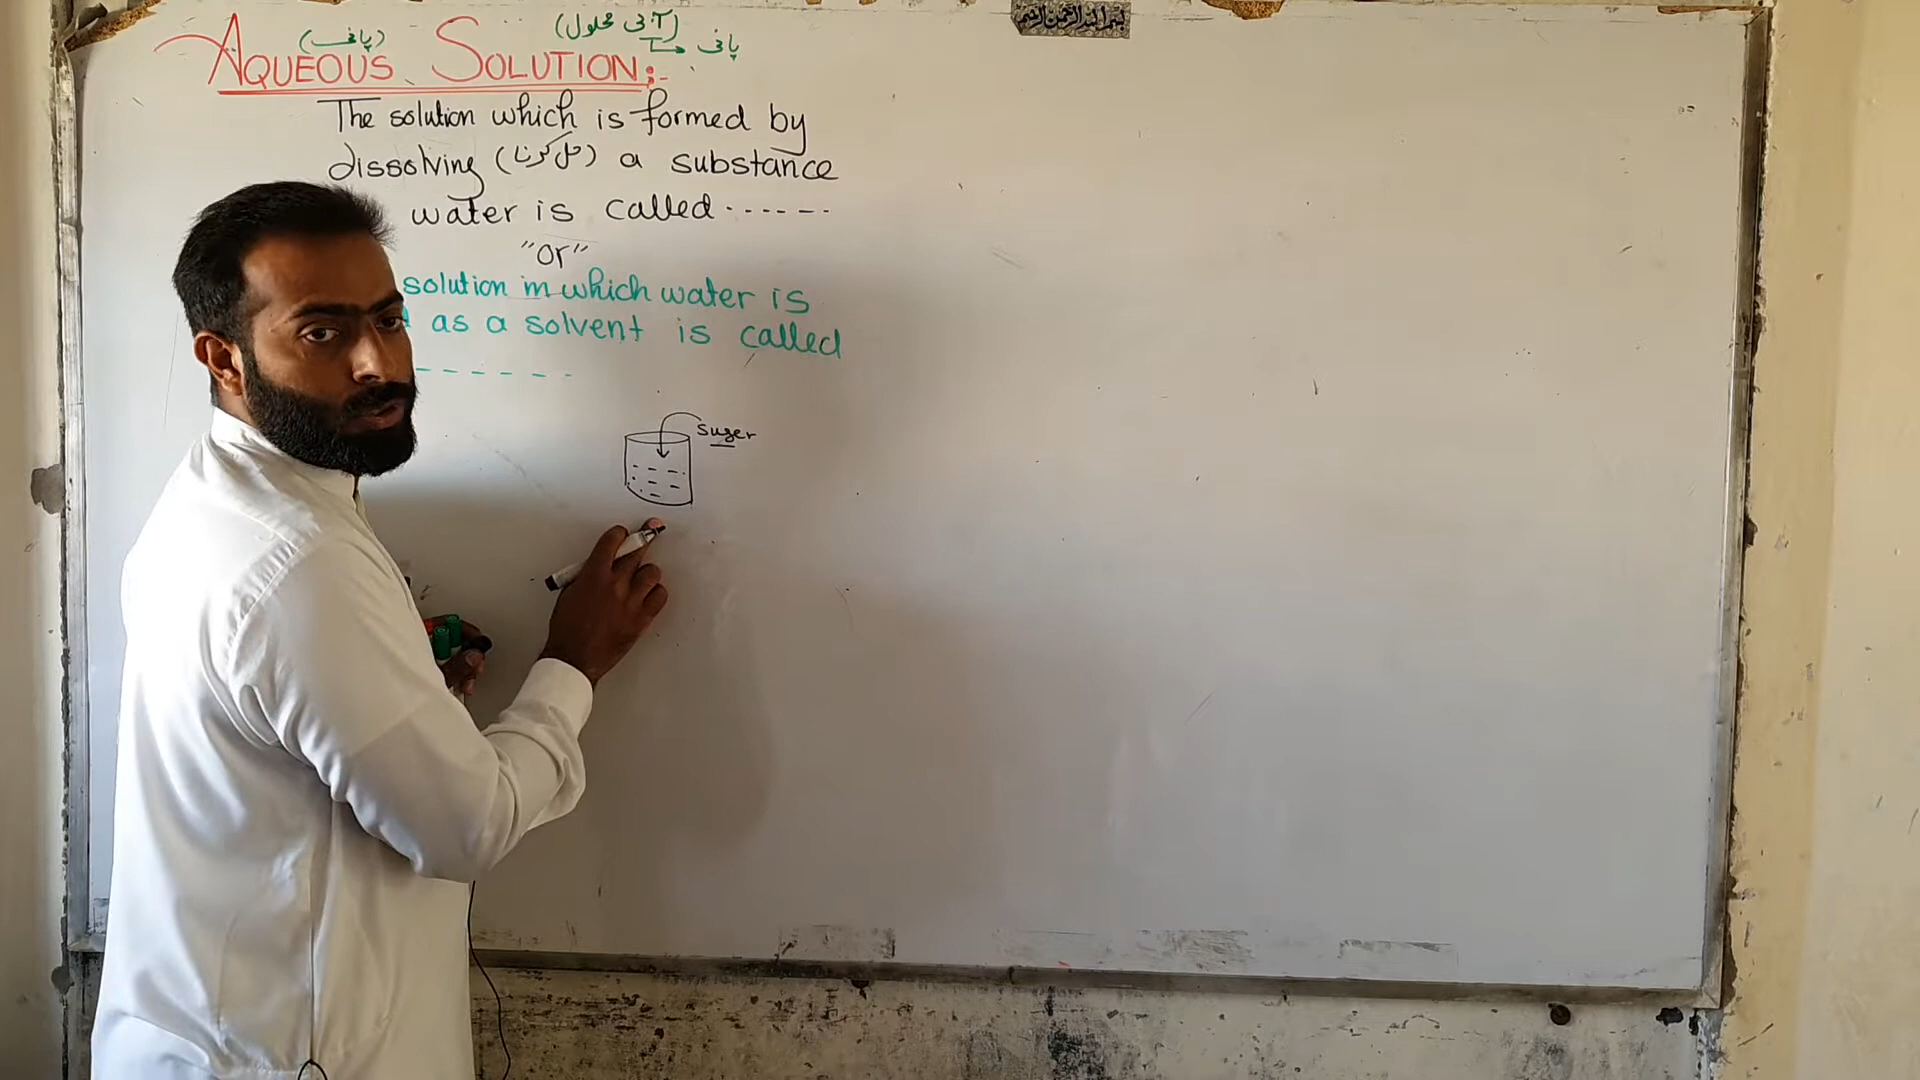 بسم اللہ الرحمن الرحیم
(پانی) (آبی محلول)
پانی
AQUEOUS SOLUTION:-
The solution which is formed by
dissolving (حل کرنا) a substance
water is called ------
"Or"
solution in which water is
as a solvent is called
------
Suger